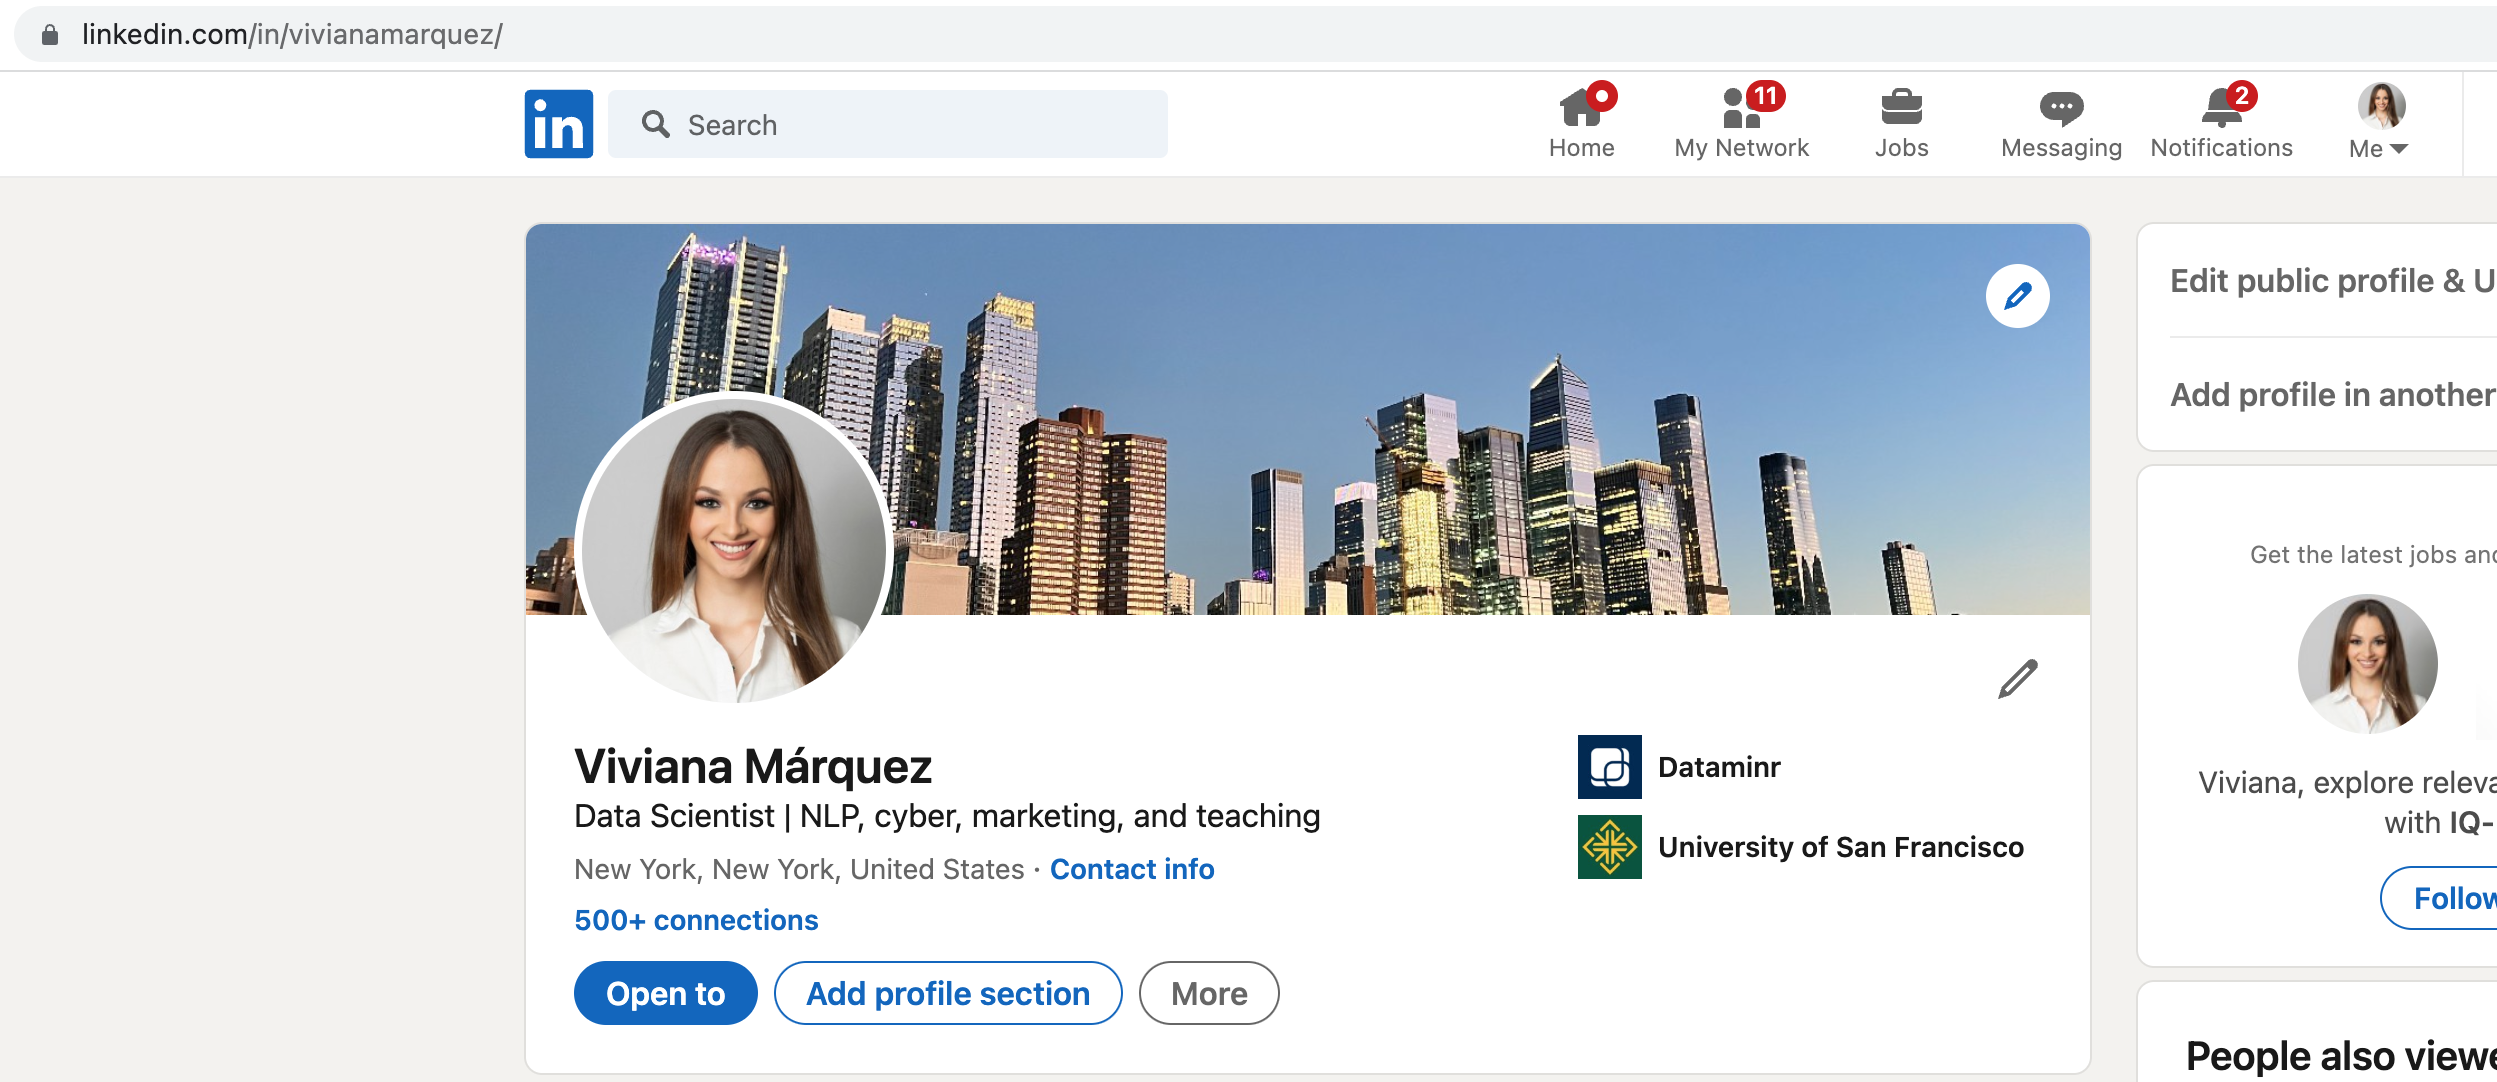 linkedin.com/in/vivianamarquez/
in
Search
11
2
Home
My Network
Jobs
Messaging
Notifications
Me
Edit public profile & U
Add profile in another
Get the latest jobs and
Viviana, explore releva
with IQ-
Follow
People also viewe
Viviana Márquez
Data Scientist | NLP, cyber, marketing, and teaching
New York, New York, United States · Contact info
500+ connections
Open to
Add profile section
More
Dataminr
University of San Francisco